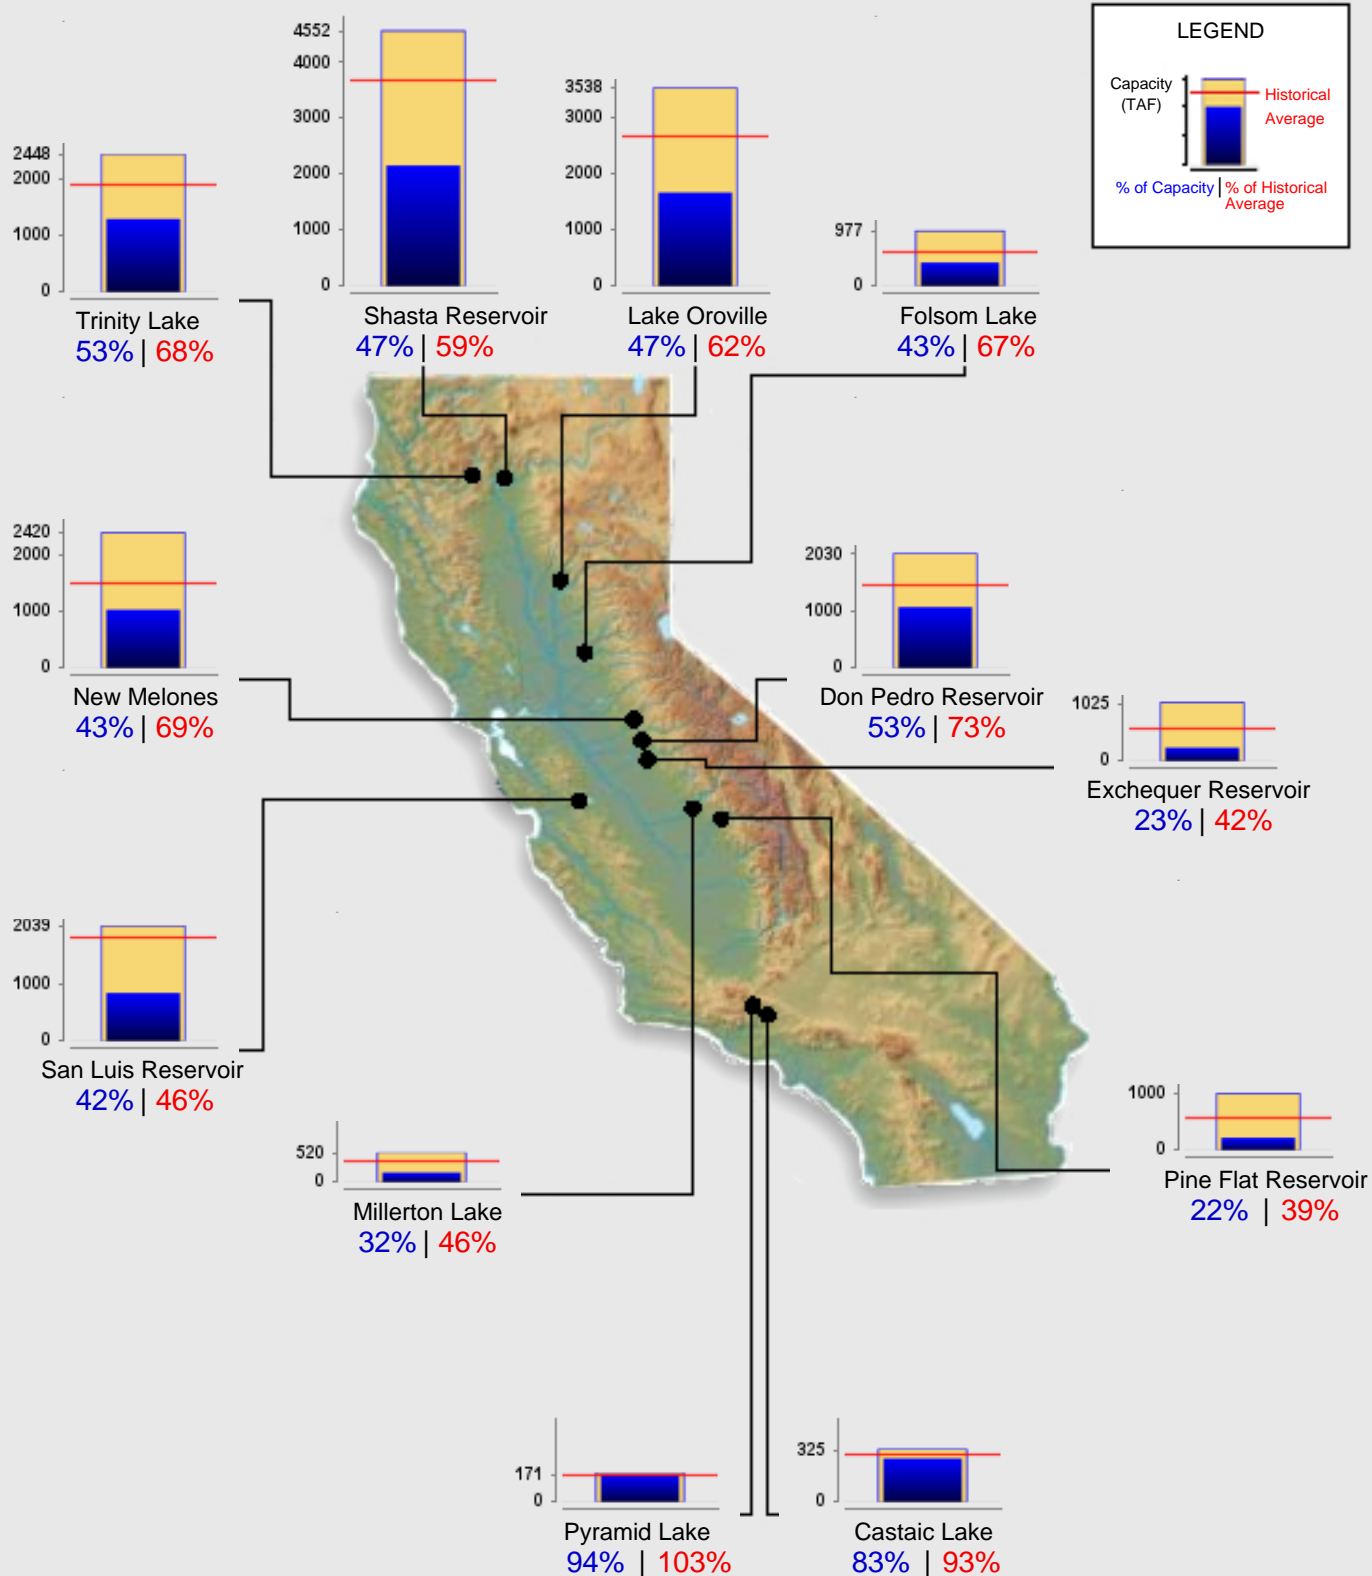 LEGEND
Capacity
(TAF)
Historical
Average
% of Capacity | % of Historical
Average
4552
4000
3000
2000
1000
0
Shasta Reservoir
47% | 59%
3538
3000
2000
1000
0
Lake Oroville
47% | 62%
2448
2000
1000
0
Trinity Lake
53% | 68%
977
0
Folsom Lake
43% | 67%
2420
2000
1000
0
New Melones
43% | 69%
2030
1000
0
Don Pedro Reservoir
53% | 73%
1025
0
Exchequer Reservoir
23% | 42%
2039
1000
0
San Luis Reservoir
42% | 46%
520
0
Millerton Lake
32% | 46%
1000
0
Pine Flat Reservoir
22% | 39%
171
0
Pyramid Lake
94% | 103%
325
0
Castaic Lake
83% | 93%